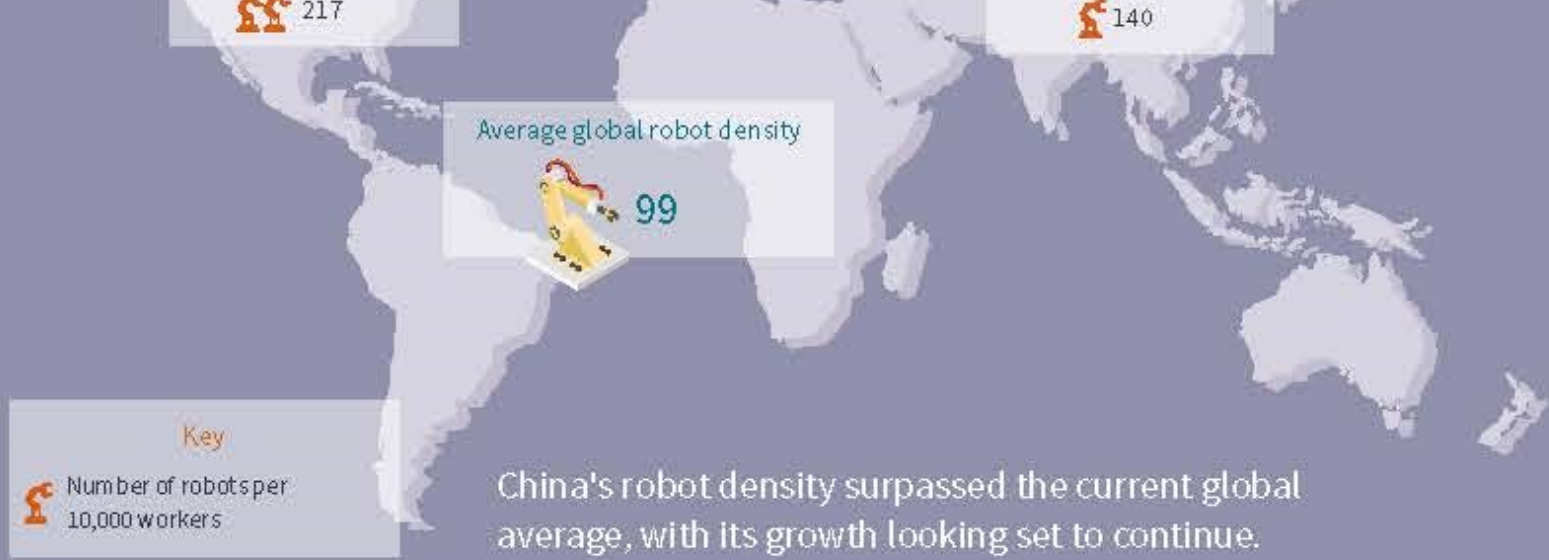 217
140
Average global robot density
99
Key
Number of robots per
10,000 workers
China's robot density surpassed the current global
average, with its growth looking set to continue.